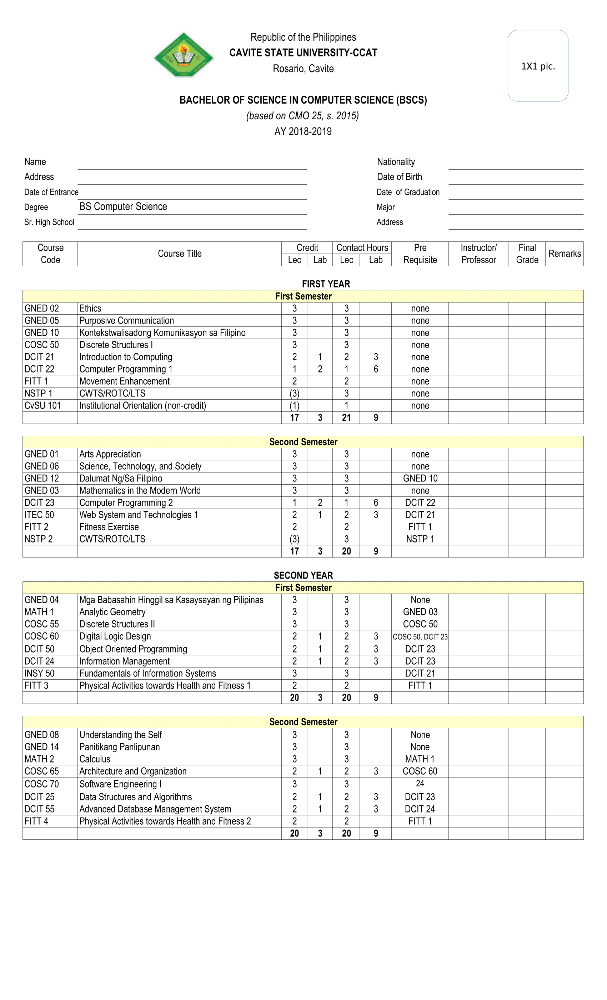 Republic of the Philippines
CAVITE STATE UNIVERSITY-CCAT
Rosario, Cavite
1X1 pic.
CAVITE STATE UNIVERSITY
CAVITE
PHILIPPINES
1906
BACHELOR OF SCIENCE IN COMPUTER SCIENCE (BSCS)
(based on CMO 25, s. 2015)
AY 2018-2019
Name Nationality
Address Date of Birth
Date of Entrance Date of Graduation
Degree BS Computer Science Major
Sr. High School Address
Course Code Course Title Credit Contact Hours Pre Requisite Instructor/ Professor Final Grade Remarks
Lec Lab Lec Lab
FIRST YEAR
First Semester
GNED 02 Ethics 3 3 none
GNED 05 Purposive Communication 3 3 none
GNED 10 Kontekstwalisadong Komunikasyon sa Filipino 3 3 none
COSC 50 Discrete Structures I 3 3 none
DCIT 21 Introduction to Computing 2 1 2 3 none
DCIT 22 Computer Programming 1 1 2 1 6 none
FITT 1 Movement Enhancement 2 2 none
NSTP 1 CWTS/ROTC/LTS (3) 3 none
CvSU 101 Institutional Orientation (non-credit) (1) 1 none
17 3 21 9
Second Semester
GNED 01 Arts Appreciation 3 3 none
GNED 06 Science, Technology, and Society 3 3 none
GNED 12 Dalumat Ng/Sa Filipino 3 3 GNED 10
GNED 03 Mathematics in the Modern World 3 3 none
DCIT 23 Computer Programming 2 1 2 1 6 DCIT 22
ITEC 50 Web System and Technologies 1 2 1 2 3 DCIT 21
FITT 2 Fitness Exercise 2 2 FITT 1
NSTP 2 CWTS/ROTC/LTS (3) 3 NSTP 1
17 3 20 9
SECOND YEAR
First Semester
GNED 04 Mga Babasahin Hinggil sa Kasaysayan ng Pilipinas 3 3 None
MATH 1 Analytic Geometry 3 3 GNED 03
COSC 55 Discrete Structures II 3 3 COSC 50
COSC 60 Digital Logic Design 2 1 2 3 COSC 50, DCIT 23
DCIT 50 Object Oriented Programming 2 1 2 3 DCIT 23
DCIT 24 Information Management 2 1 2 3 DCIT 23
INSY 50 Fundamentals of Information Systems 3 3 DCIT 21
FITT 3 Physical Activities towards Health and Fitness 1 2 2 FITT 1
20 3 20 9
Second Semester
GNED 08 Understanding the Self 3 3 None
GNED 14 Panitikang Panlipunan 3 3 None
MATH 2 Calculus 3 3 MATH 1
COSC 65 Architecture and Organization 2 1 2 3 COSC 60
COSC 70 Software Engineering I 3 3 24
DCIT 25 Data Structures and Algorithms 2 1 2 3 DCIT 23
DCIT 55 Advanced Database Management System 2 1 2 3 DCIT 24
FITT 4 Physical Activities towards Health and Fitness 2 2 2 FITT 1
20 3 20 9